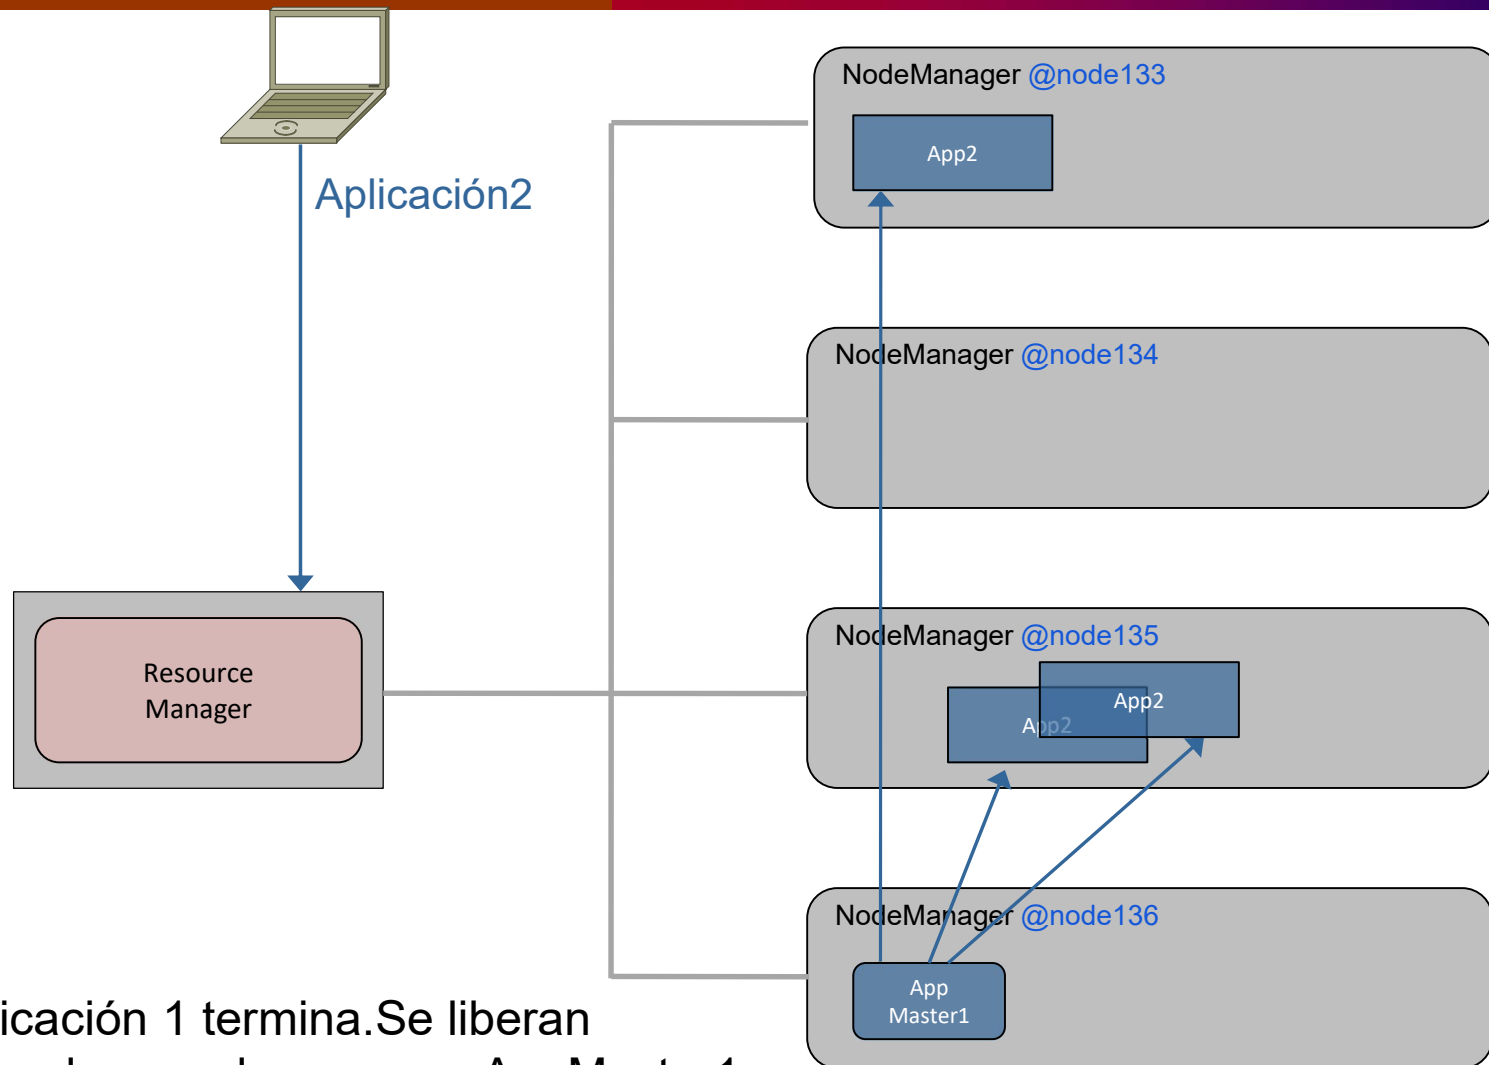 NodeManager @node133
App2
Aplicación2
NodeManager @node134
NodeManager @node135
App2
App2
Resource
Manager
NodeManager @node136
App
Master1
icación 1 termina.Se liberan